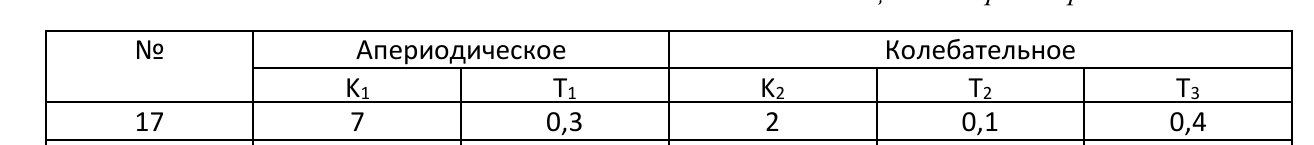 № Апериодическое Колебательное
K₁ T₁ K₂ T₂ T₃
17 7 0,3 2 0,1 0,4